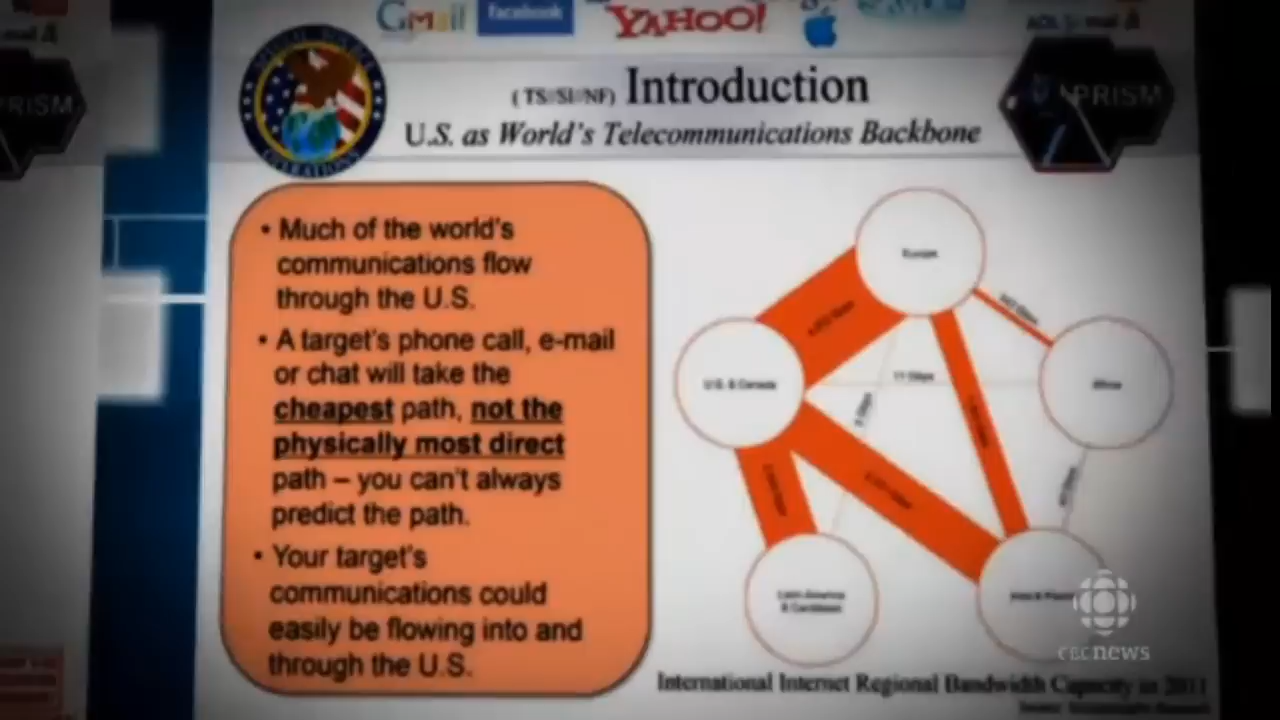 Gmail
facebook
YAHOO!
PRISM
(TS//SI//NF) Introduction
PRISM
U.S. as World's Telecommunications Backbone
OPERATIONS
• Much of the world's
communications flow
through the U.S.
• A target's phone call, e-mail
or chat will take the
cheapest path, not the
physically most direct
path – you can't always
predict the path.
• Your target's
communications could
easily be flowing into and
through the U.S.
Europe
U.S. & Canada
11 Gbps
Africa
Latin America
& Caribbean
International Internet Regional Bandwidth Capacity in 2011
CBCnews